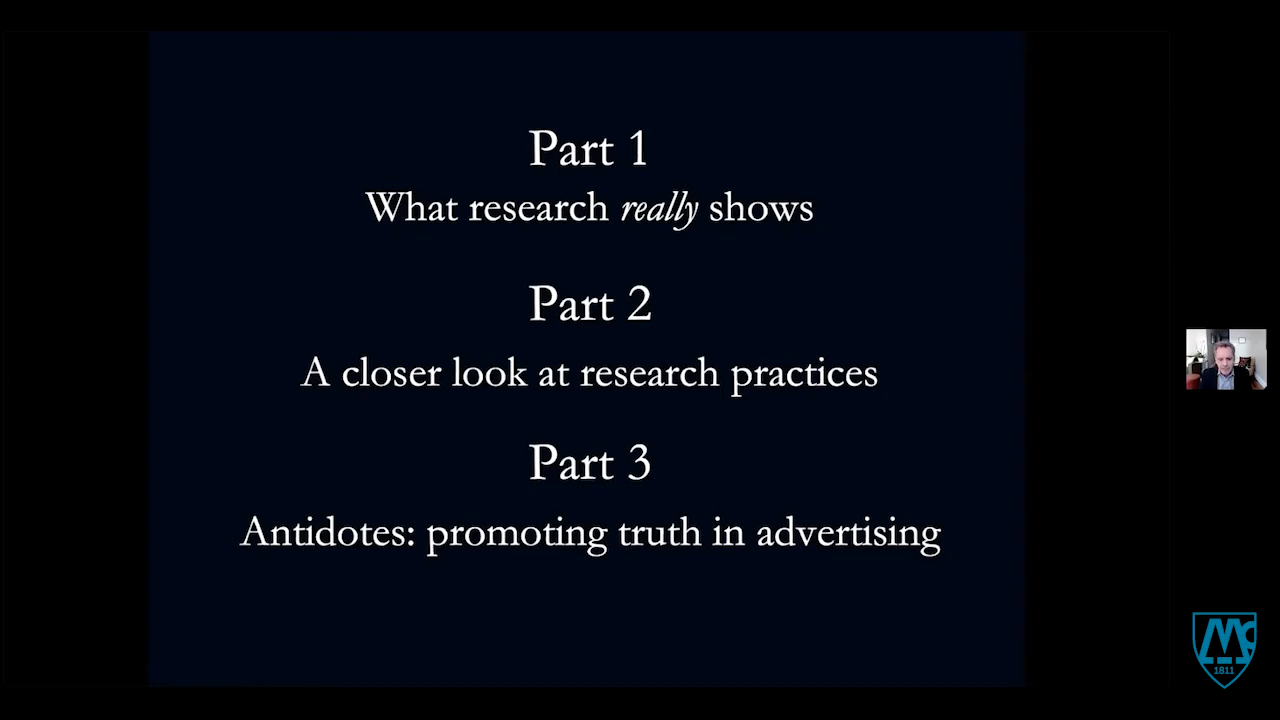 Part 1
What research really shows
Part 2
A closer look at research practices
Part 3
Antidotes: promoting truth in advertising
1811